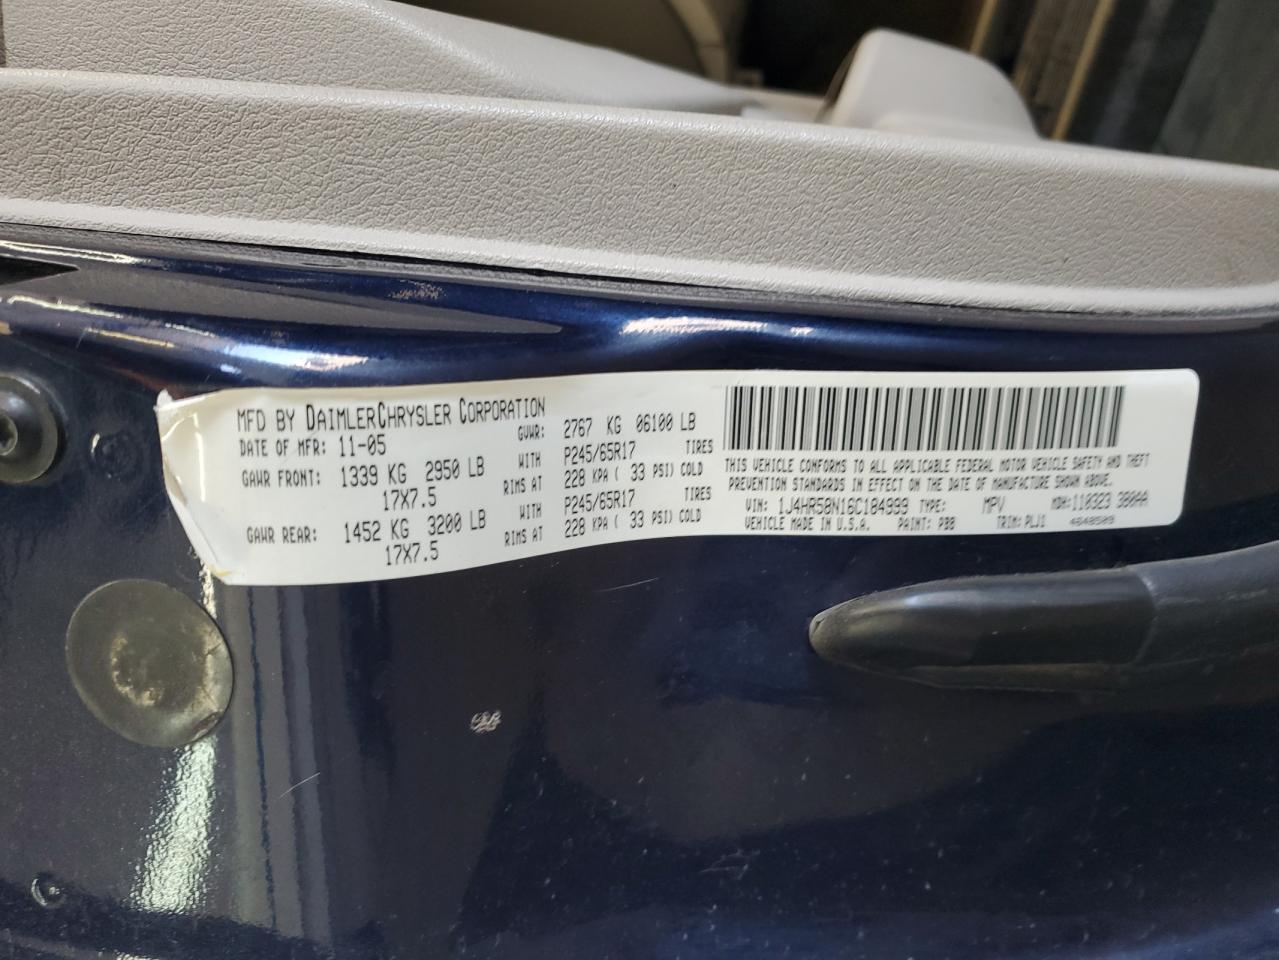 MFD BY DAIMLERCHRYSLER CORPORATION
DATE OF MFR: 11-05 GVWR: 2767 KG 06100 LB
GAWR FRONT: 1339 KG 2950 LB WITH P245/65R17 TIRES
17X7.5 RIMS AT 228 KPA ( 33 PSI) COLD
GAWR REAR: 1452 KG 3200 LB WITH P245/65R17 TIRES
17X7.5 RIMS AT 228 KPA ( 33 PSI) COLD
THIS VEHICLE CONFORMS TO ALL APPLICABLE FEDERAL MOTOR VEHICLE SAFETY AND THEFT
PREVENTION STANDARDS IN EFFECT ON THE DATE OF MANUFACTURE SHOWN ABOVE.
VIN: 1J4HR58N16C184999 TYPE: MPV MDH:110323 380AA
VEHICLE MADE IN U.S.A. PAINT: PBB TRIM: PLJ1 4648509